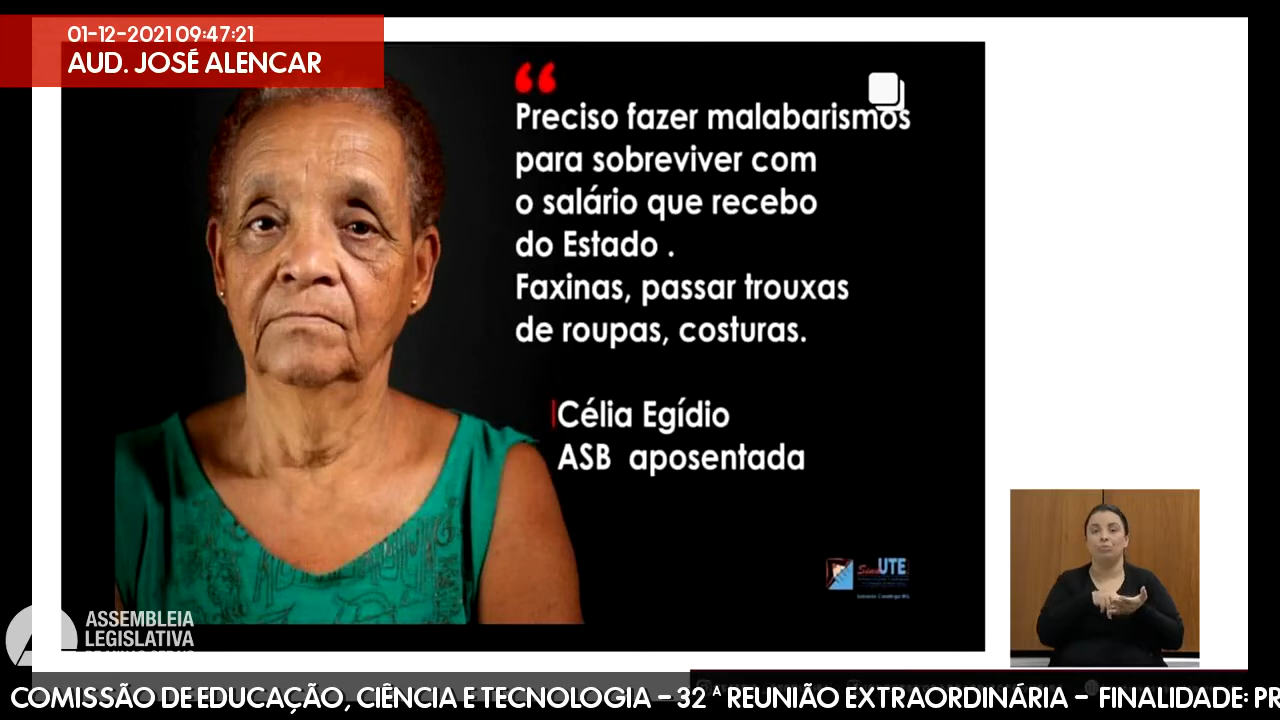 01-12-2021 09:47:21
AUD. JOSÉ ALENCAR
Preciso fazer malabarismos
para sobreviver com
o salário que recebo
do Estado .
Faxinas, passar trouxas
de roupas, costuras.
Célia Egídio
ASB aposentada
UTE
ASSEMBLEIA
LEGISLATIVA
COMISSÃO DE EDUCAÇÃO, CIÊNCIA E TECNOLOGIA – 32 ª REUNIÃO EXTRAORDINÁRIA – FINALIDADE: PR